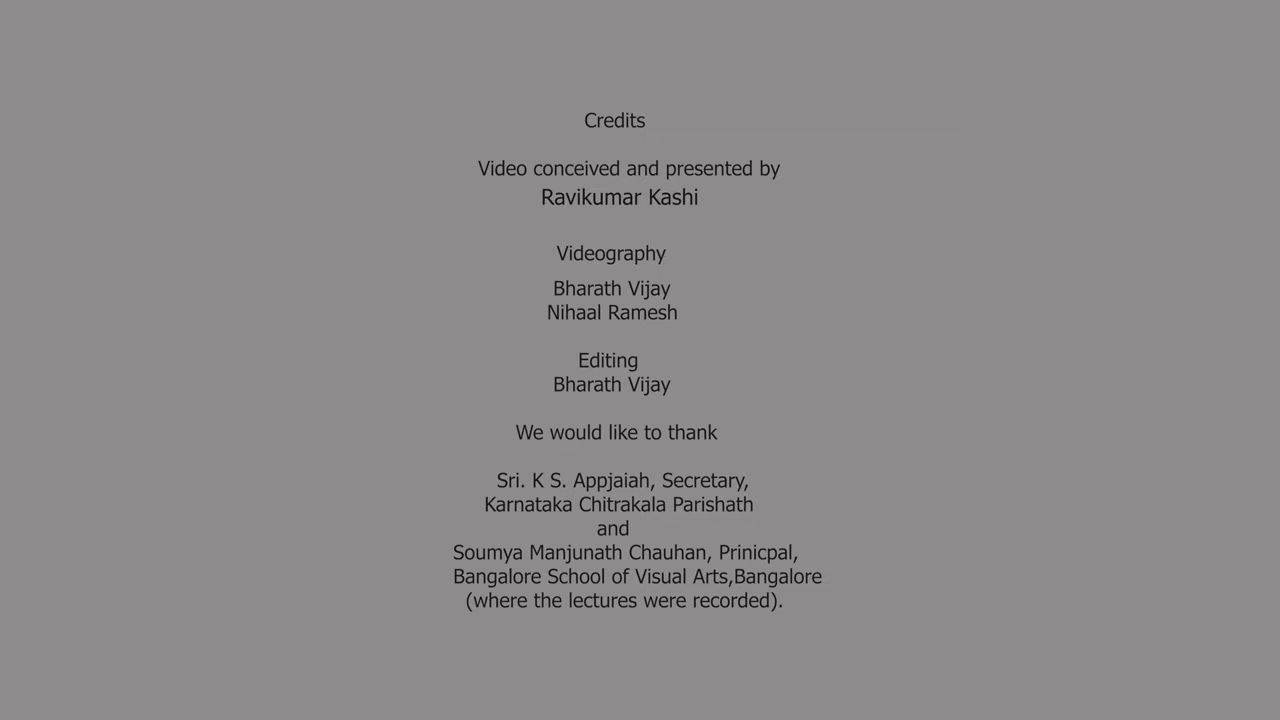 Credits
Video conceived and presented by
Ravikumar Kashi
Videography
Bharath Vijay
Nihaal Ramesh
Editing
Bharath Vijay
We would like to thank
Sri. K S. Appjaiah, Secretary,
Karnataka Chitrakala Parishath
and
Soumya Manjunath Chauhan, Prinicpal,
Bangalore School of Visual Arts,Bangalore
(where the lectures were recorded).